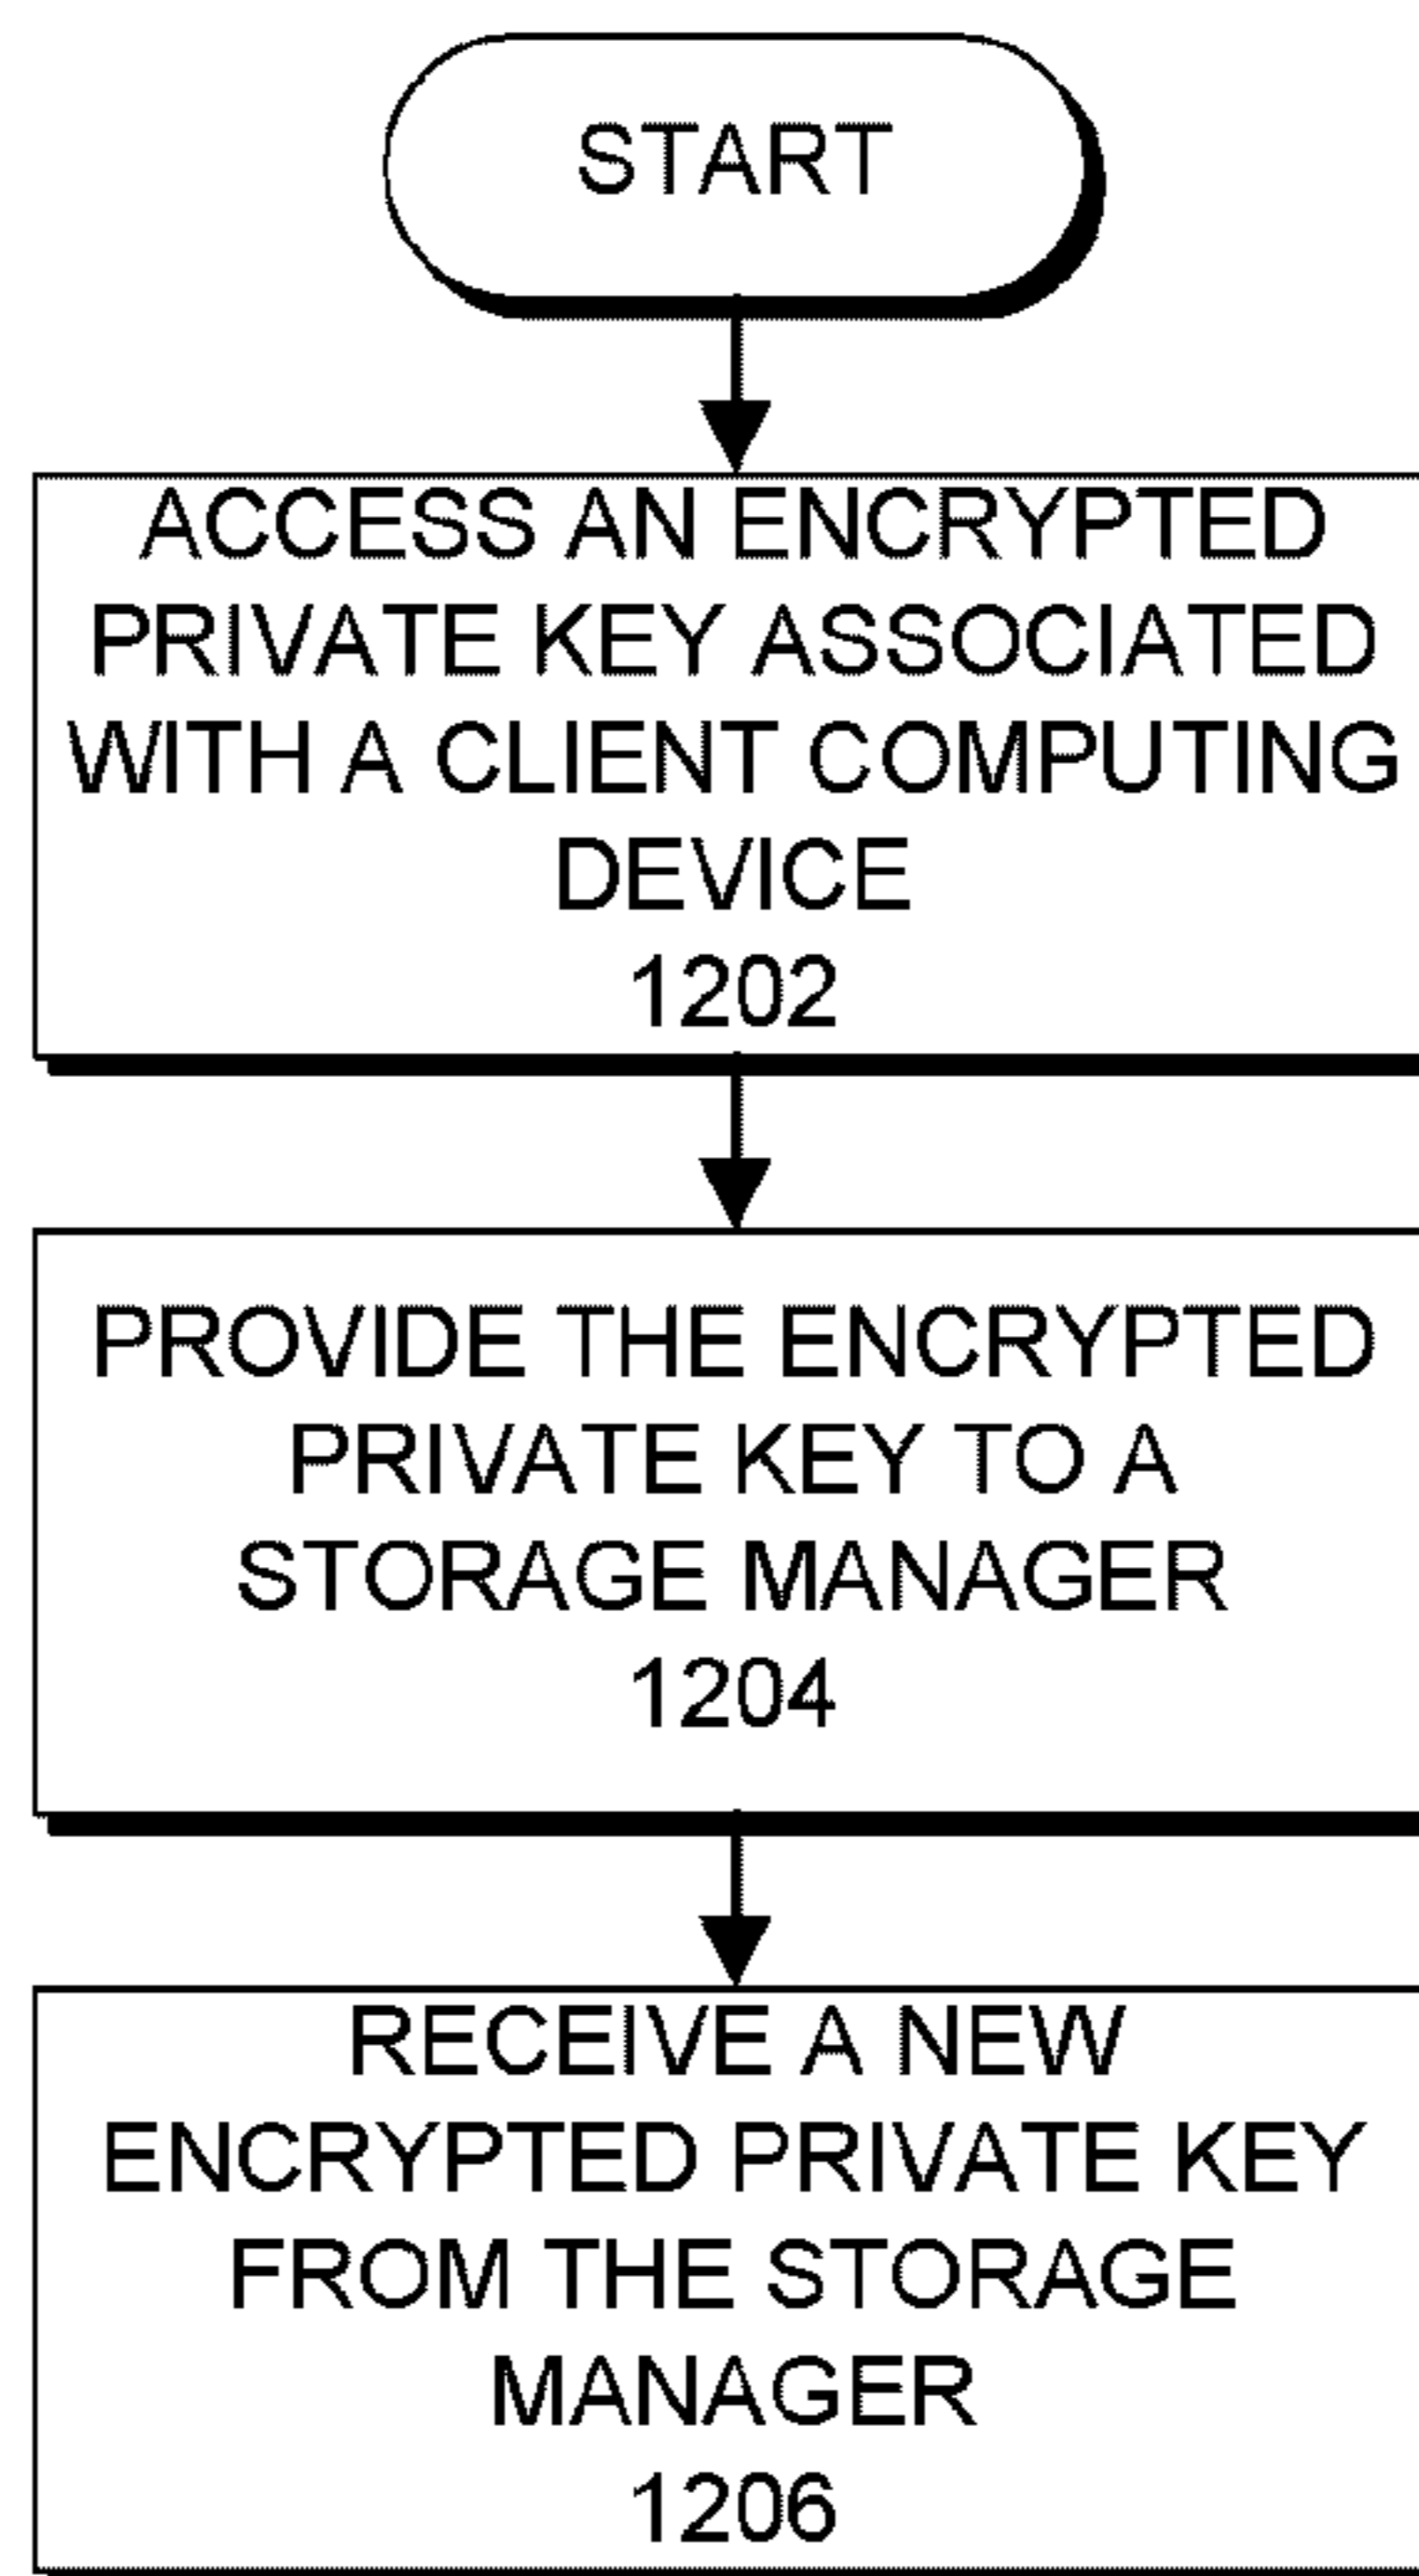 START
ACCESS AN ENCRYPTED
PRIVATE KEY ASSOCIATED
WITH A CLIENT COMPUTING
DEVICE
1202
PROVIDE THE ENCRYPTED
PRIVATE KEY TO A
STORAGE MANAGER
1204
RECEIVE A NEW
ENCRYPTED PRIVATE KEY
FROM THE STORAGE
MANAGER
1206